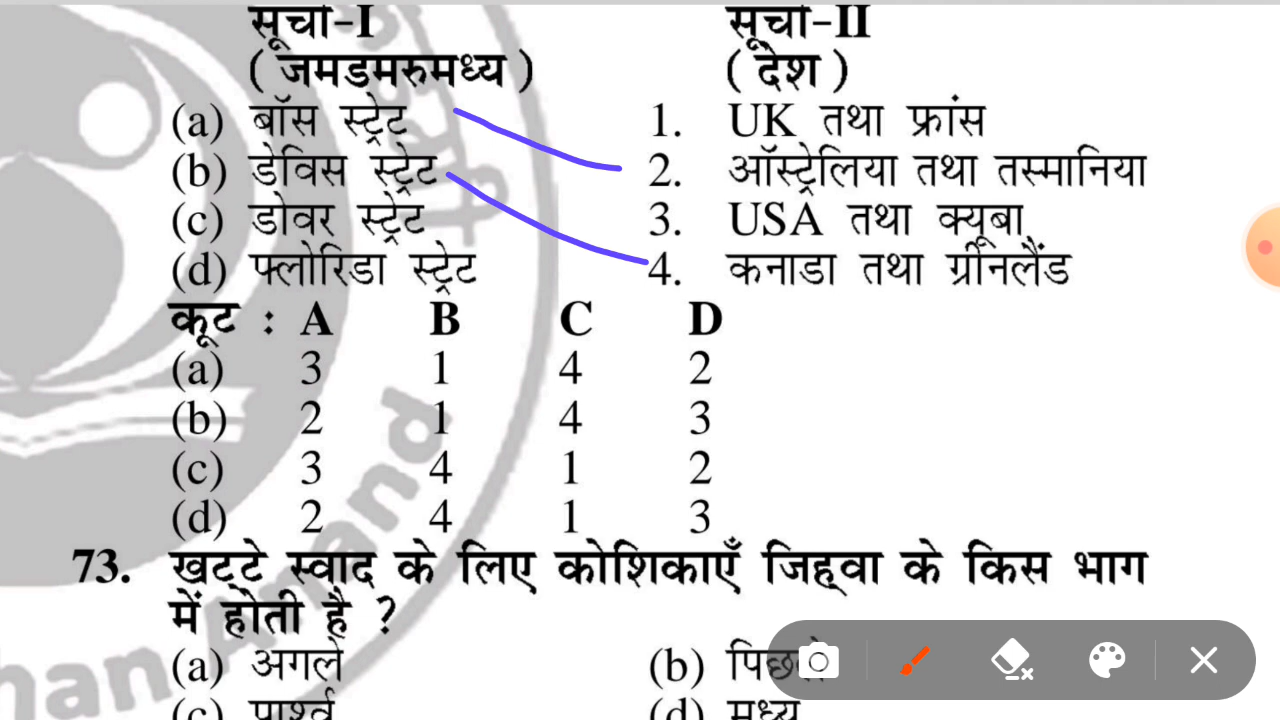 सूची-I सूची-II
( जमडमरुमध्य ) ( देश )
(a) बॉस स्ट्रेट 1. UK तथा फ्रांस
(b) डेविस स्ट्रेट 2. ऑस्ट्रेलिया तथा तस्मानिया
(c) डोवर स्ट्रेट 3. USA तथा क्यूबा
(d) फ्लोरिडा स्ट्रेट 4. कनाडा तथा ग्रीनलैंड
कूट : A B C D
(a) 3 1 4 2
(b) 2 1 4 3
(c) 3 4 1 2
(d) 2 4 1 3
73. खट्टे स्वाद के लिए कोशिकाएँ जिह्वा के किस भाग
में होती है ?
(a) अगले (b)
(c) पार्श्व (d) मध्य